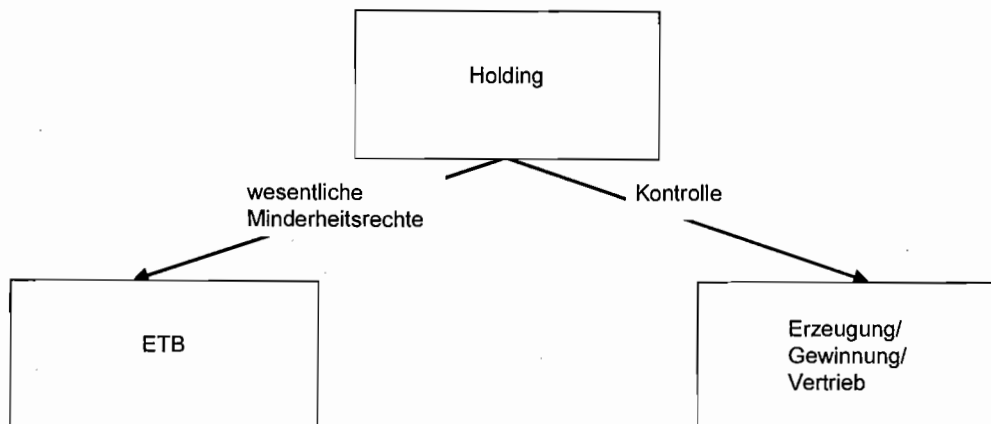 Holding
wesentliche
Minderheitsrechte
Kontrolle
ETB
Erzeugung/
Gewinnung/
Vertrieb